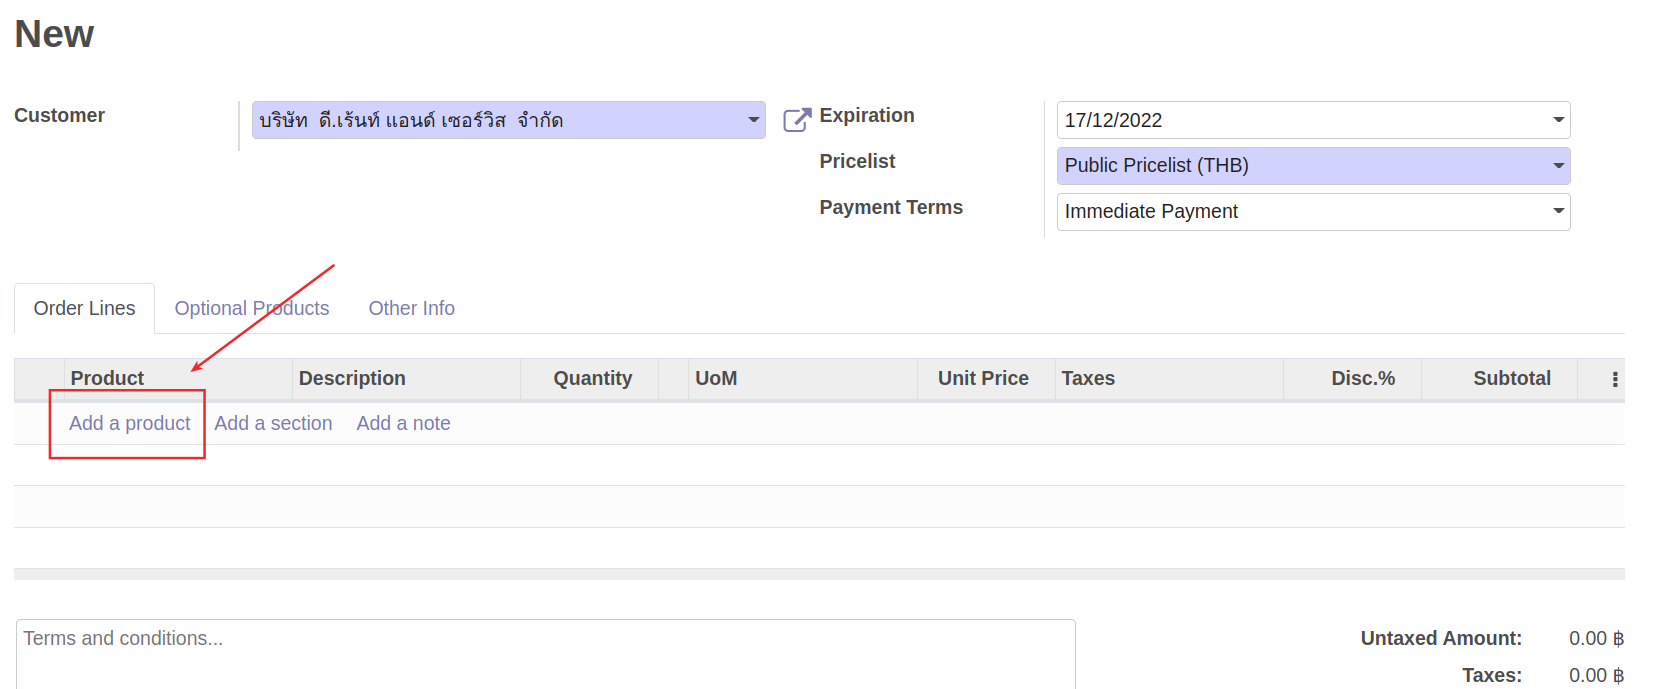 New
Customer
บริษัท  ดี.เร้นท์ แอนด์ เซอร์วิส  จำกัด
Expiration
17/12/2022
Pricelist
Public Pricelist (THB)
Payment Terms
Immediate Payment
Order Lines Optional Products Other Info
Product Description Quantity UoM Unit Price Taxes Disc.% Subtotal
Add a product Add a section Add a note
Terms and conditions...
Untaxed Amount: 0.00 ฿
Taxes: 0.00 ฿